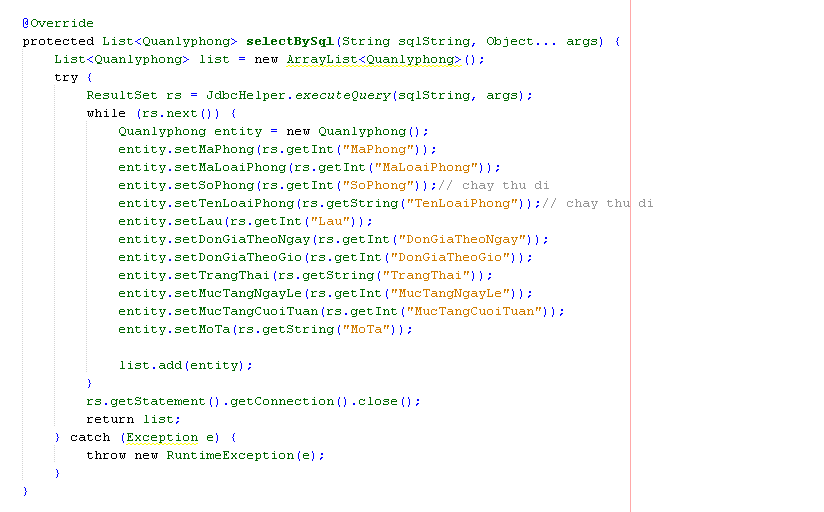 @Override
protected List<Quanlyphong> selectBySql(String sqlString, Object... args) {
    List<Quanlyphong> list = new ArrayList<Quanlyphong>();
    try {
        ResultSet rs = JdbcHelper.executeQuery(sqlString, args);
        while (rs.next()) {
            Quanlyphong entity = new Quanlyphong();
            entity.setMaPhong(rs.getInt("MaPhong"));
            entity.setMaLoaiPhong(rs.getInt("MaLoaiPhong"));
            entity.setSoPhong(rs.getInt("SoPhong"));// chay thu di
            entity.setTenLoaiPhong(rs.getString("TenLoaiPhong"));// chay thu di
            entity.setLau(rs.getInt("Lau"));
            entity.setDonGiaTheoNgay(rs.getInt("DonGiaTheoNgay"));
            entity.setDonGiaTheoGio(rs.getInt("DonGiaTheoGio"));
            entity.setTrangThai(rs.getString("TrangThai"));
            entity.setMucTangNgayLe(rs.getInt("MucTangNgayLe"));
            entity.setMucTangCuoiTuan(rs.getInt("MucTangCuoiTuan"));
            entity.setMoTa(rs.getString("MoTa"));

            list.add(entity);
        }
        rs.getStatement().getConnection().close();
        return list;
    } catch (Exception e) {
        throw new RuntimeException(e);
    }
}